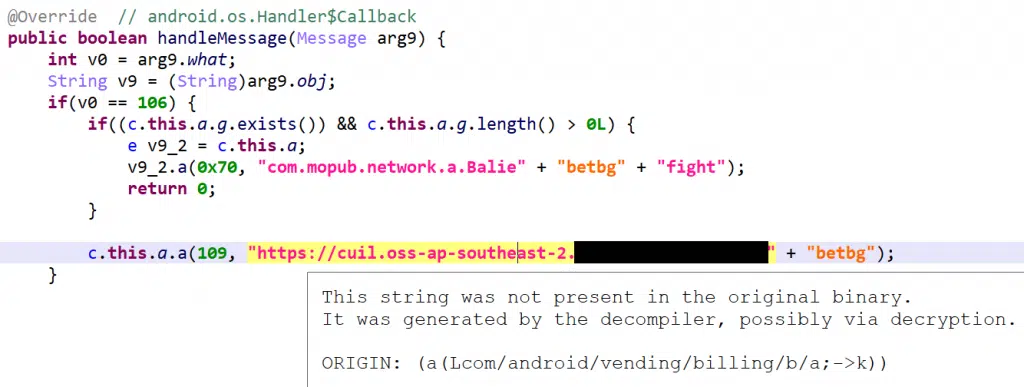 @Override  // android.os.Handler$Callback
public boolean handleMessage(Message arg9) {
    int v0 = arg9.what;
    String v9 = (String)arg9.obj;
    if(v0 == 106) {
        if((c.this.a.g.exists()) && c.this.a.g.length() > 0L) {
            e v9_2 = c.this.a;
            v9_2.a(0x70, "com.mopub.network.a.Balie" + "betbg" + "fight");
            return 0;
        }

        c.this.a.a(109, "https://cuil.oss-ap-southeast-2." + "betbg");
    }
This string was not present in the original binary.
It was generated by the decompiler, possibly via decryption.

ORIGIN: (a(Lcom/android/vending/billing/b/a;->k))